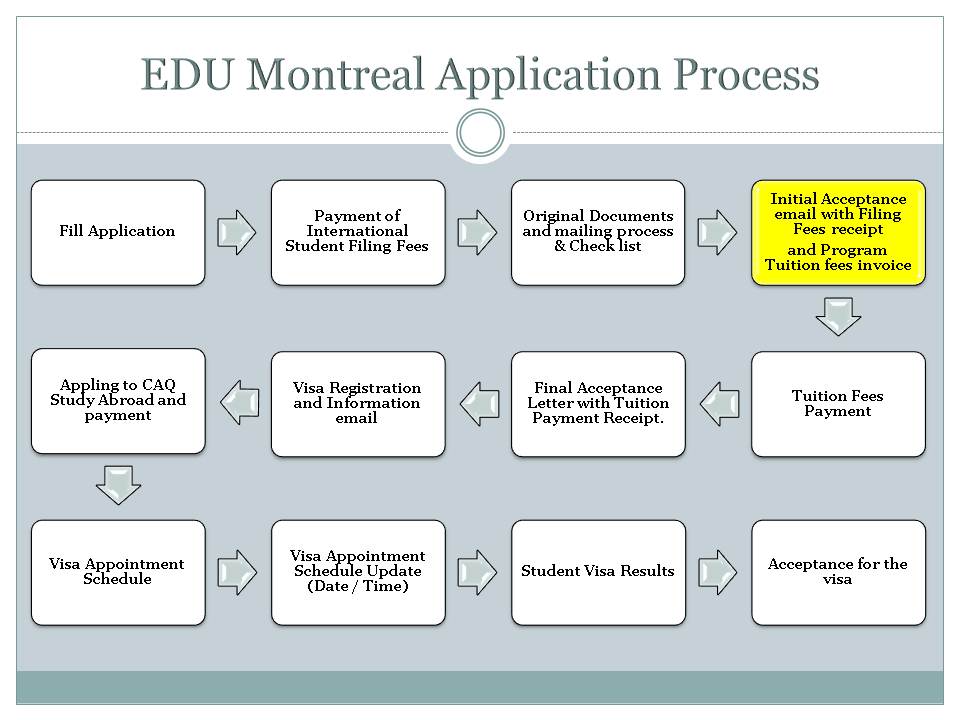 EDU Montreal Application Process
Fill Application
Payment of
International
Student Filing Fees
Original Documents
and mailing process
& Check list
Initial Acceptance
email with Filing
Fees receipt
and Program
Tuition fees invoice
Tuition Fees
Payment
Final Acceptance
Letter with Tuition
Payment Receipt.
Visa Registration
and Information
email
Appling to CAQ
Study Abroad and
payment
Visa Appointment
Schedule
Visa Appointment
Schedule Update
(Date / Time)
Student Visa Results
Acceptance for the
visa